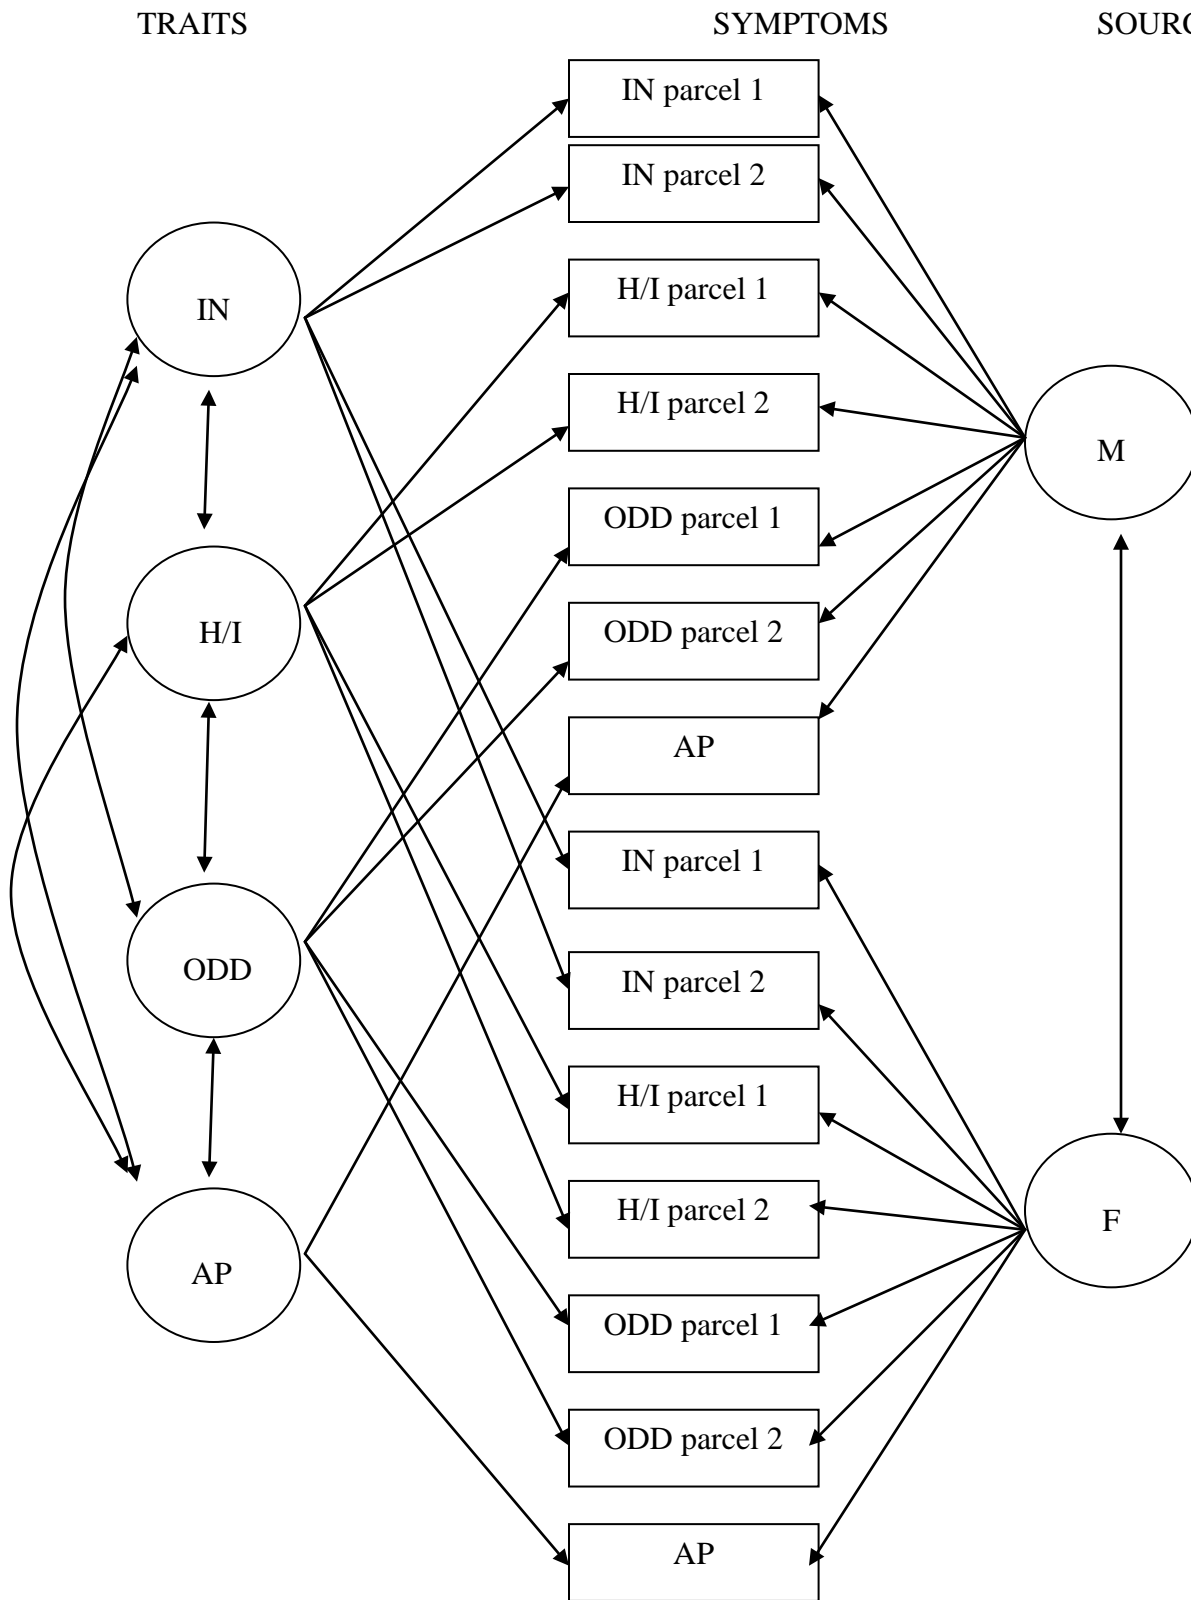 TRAITS SYMPTOMS SOURC
IN parcel 1
IN parcel 2
H/I parcel 1
IN
H/I parcel 2
M
ODD parcel 1
H/I
ODD parcel 2
AP
IN parcel 1
ODD
IN parcel 2
H/I parcel 1
H/I parcel 2
F
AP
ODD parcel 1
ODD parcel 2
AP